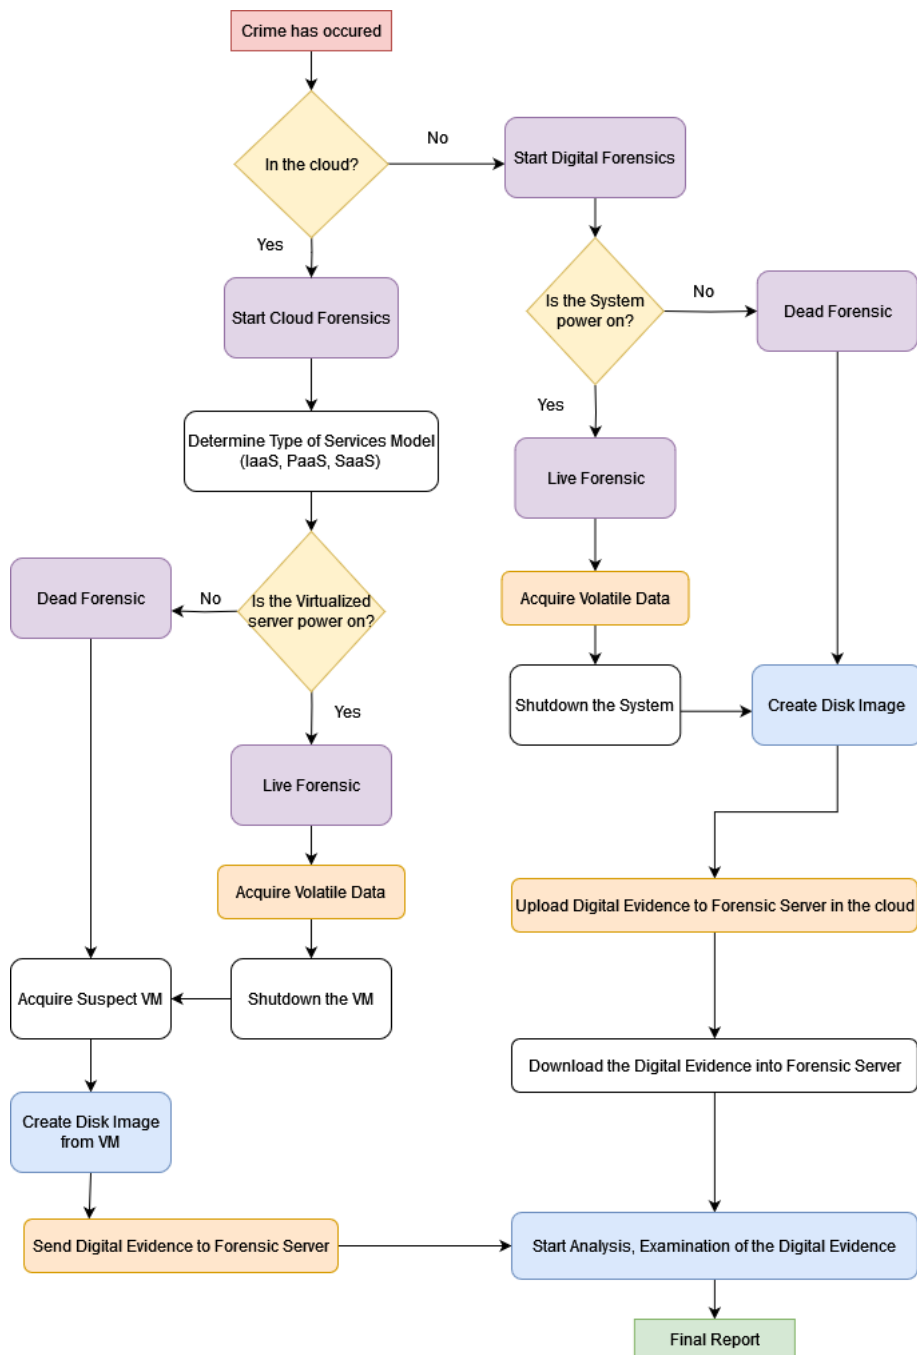 Crime has occured
In the cloud?
No
Start Digital Forensics
Yes
Start Cloud Forensics
Is the System
power on?
No
Dead Forensic
Yes
Determine Type of Services Model
(IaaS, PaaS, SaaS)
Live Forensic
Dead Forensic
No
Is the Virtualized
server power on?
Acquire Volatile Data
Yes
Shutdown the System
Create Disk Image
Live Forensic
Acquire Volatile Data
Upload Digital Evidence to Forensic Server in the cloud
Acquire Suspect VM
Shutdown the VM
Download the Digital Evidence into Forensic Server
Create Disk Image
from VM
Send Digital Evidence to Forensic Server
Start Analysis, Examination of the Digital Evidence
Final Report